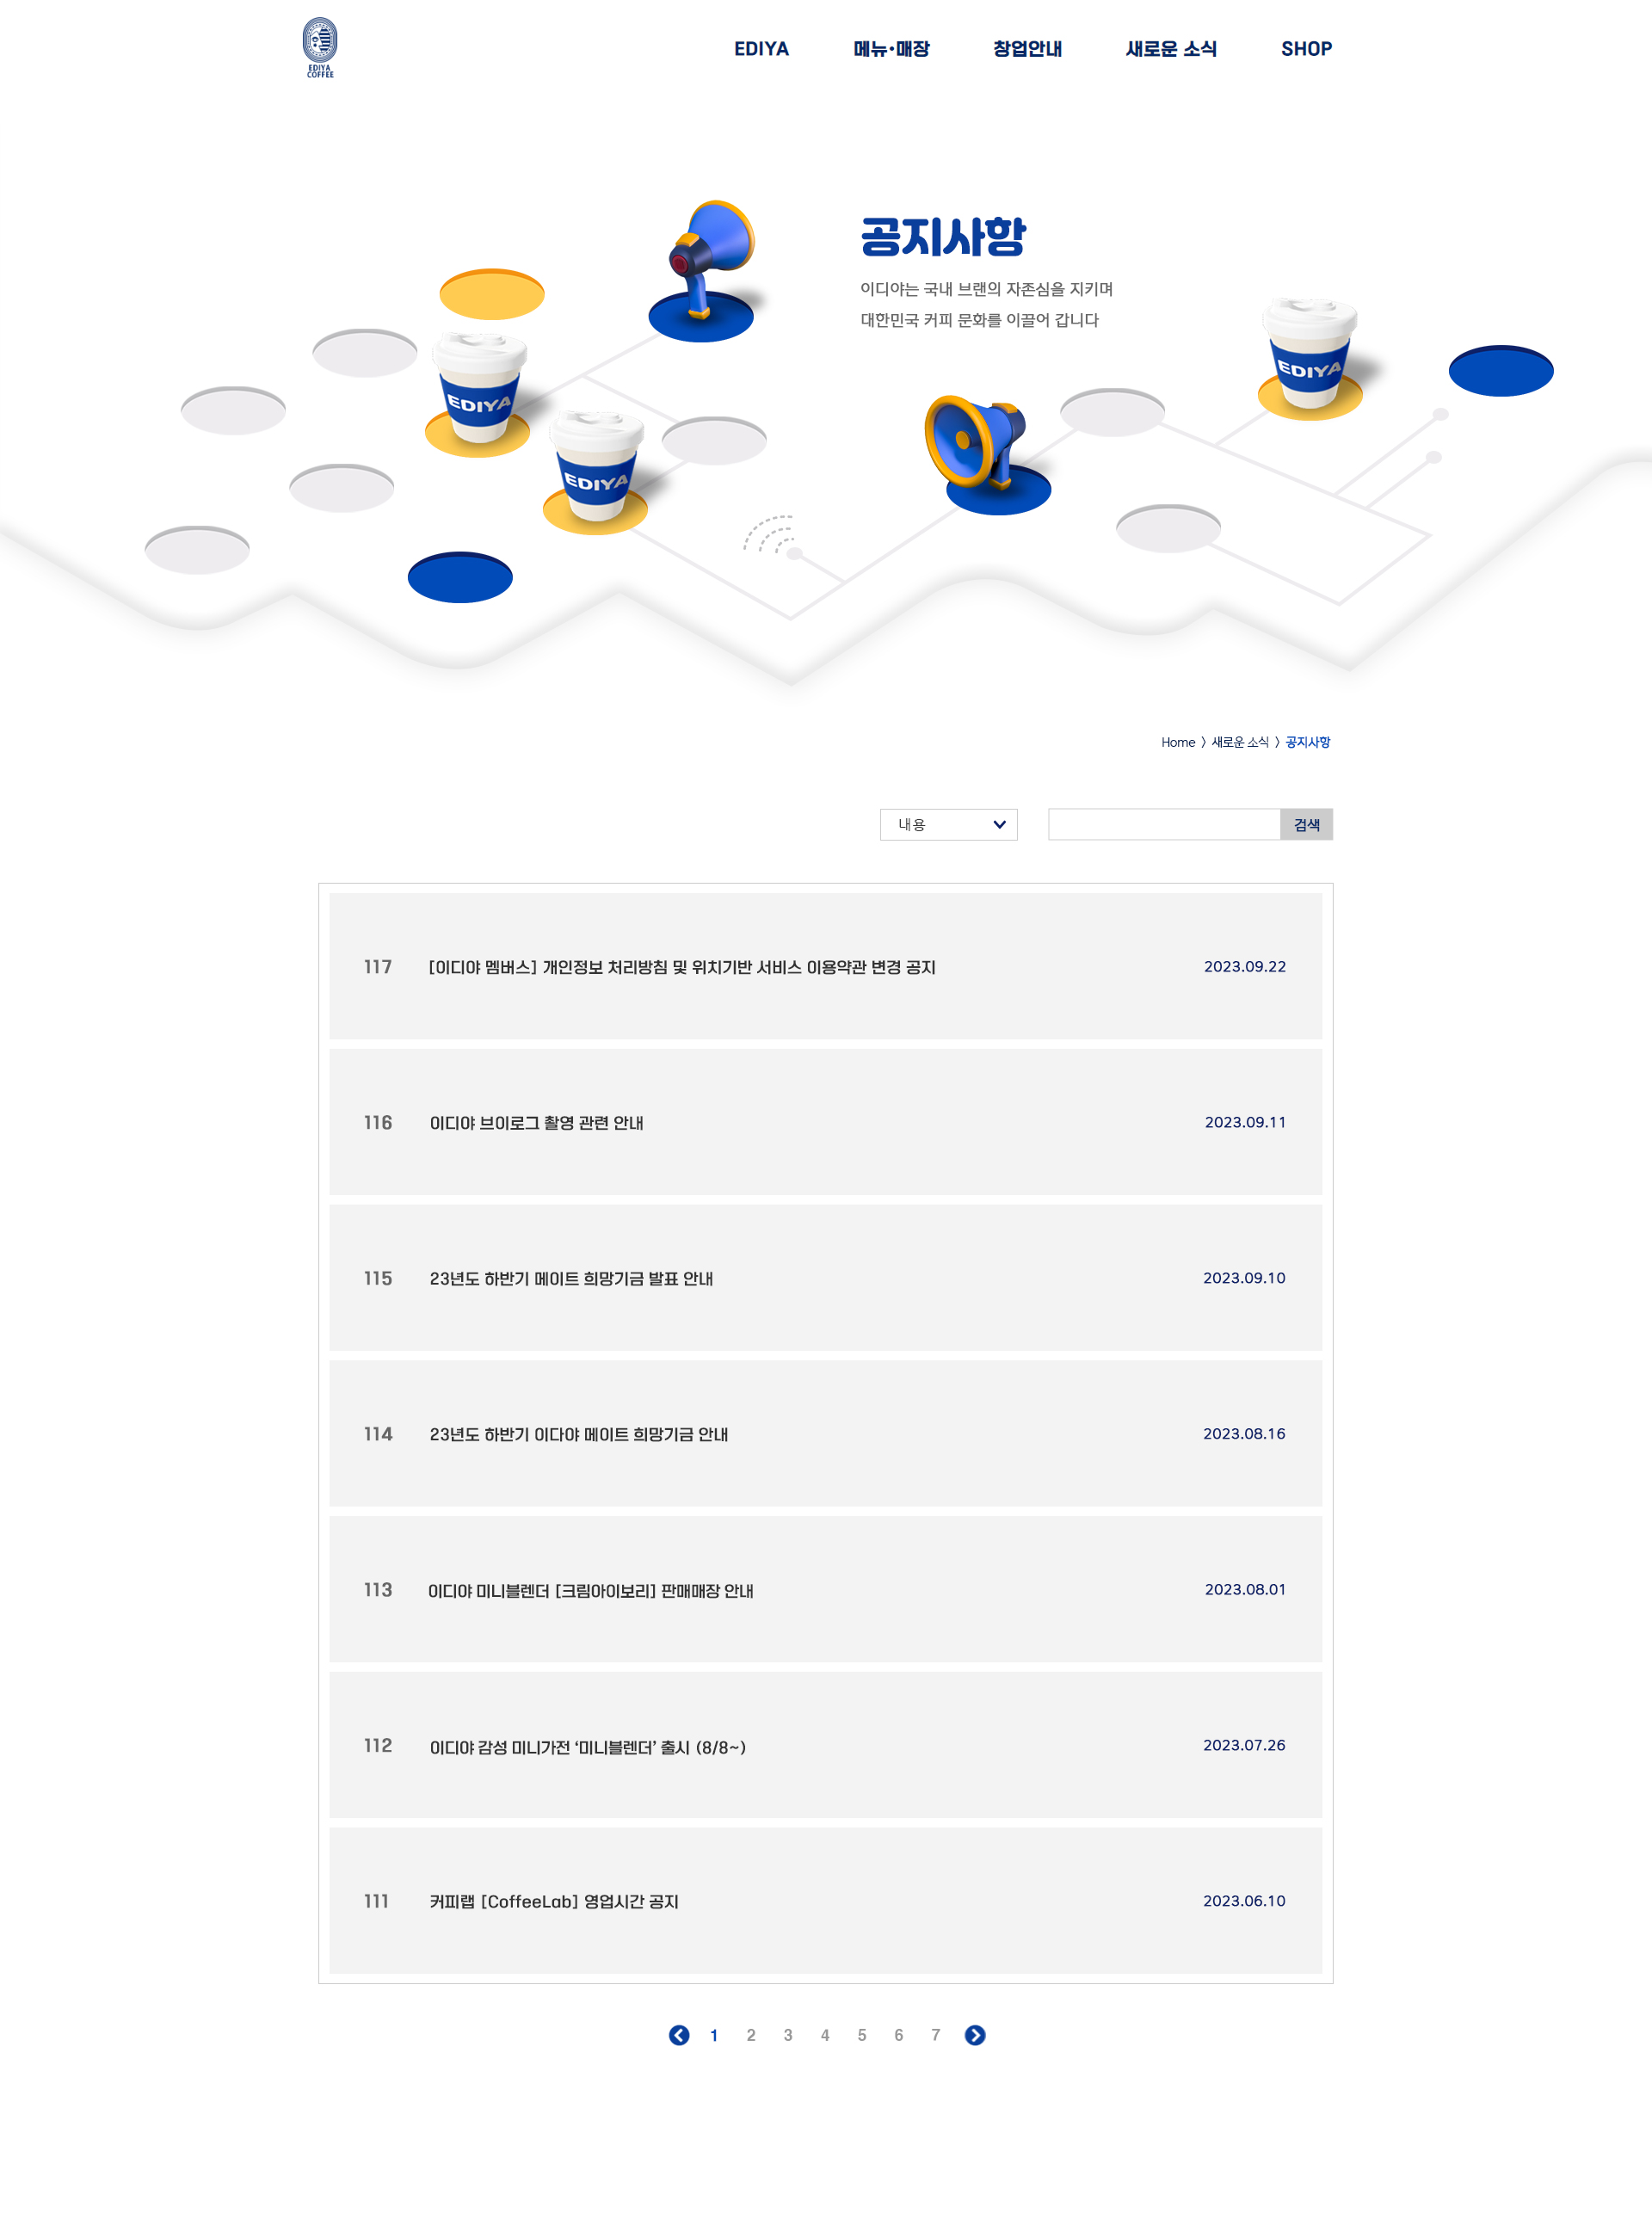 EDIYA
COFFEE
EDIYA 메뉴•매장 창업안내 새로운 소식 SHOP
공지사항
이디야는 국내 브랜의 자존심을 지키며
대한민국 커피 문화를 이끌어 갑니다
EDIYA
EDIYA
EDIYA
Home > 새로운 소식 > 공지사항
내용 검색
117 [이디야 멤버스] 개인정보 처리방침 및 위치기반 서비스 이용약관 변경 공지 2023.09.22
116 이디야 브이로그 촬영 관련 안내 2023.09.11
115 23년도 하반기 메이트 희망기금 발표 안내 2023.09.10
114 23년도 하반기 이다야 메이트 희망기금 안내 2023.08.16
113 이디야 미니블렌더 [크림아이보리] 판매매장 안내 2023.08.01
112 이디야 감성 미니가전 ‘미니블렌더’ 출시 (8/8~) 2023.07.26
111 커피랩 [CoffeeLab] 영업시간 공지 2023.06.10
1 2 3 4 5 6 7